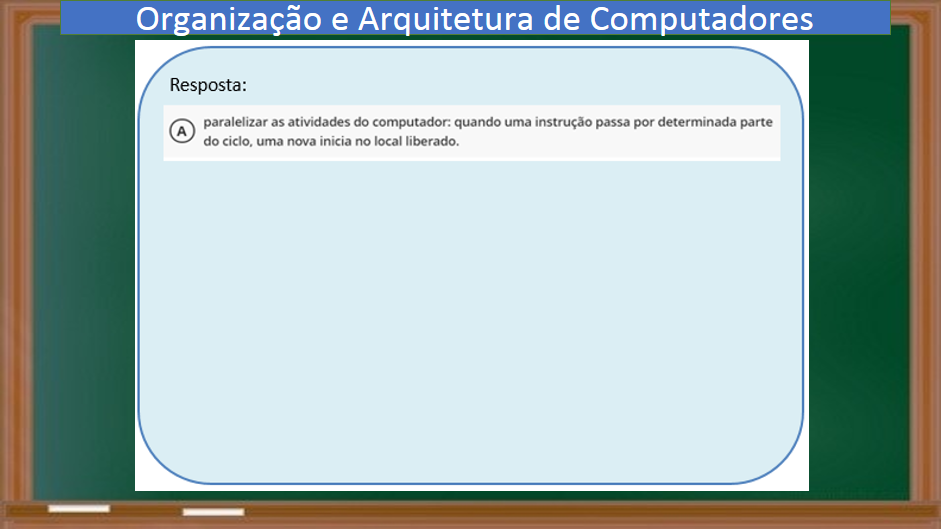 Organização e Arquitetura de Computadores
Resposta:
A paralelizar as atividades do computador: quando uma instrução passa por determinada parte
do ciclo, uma nova inicia no local liberado.